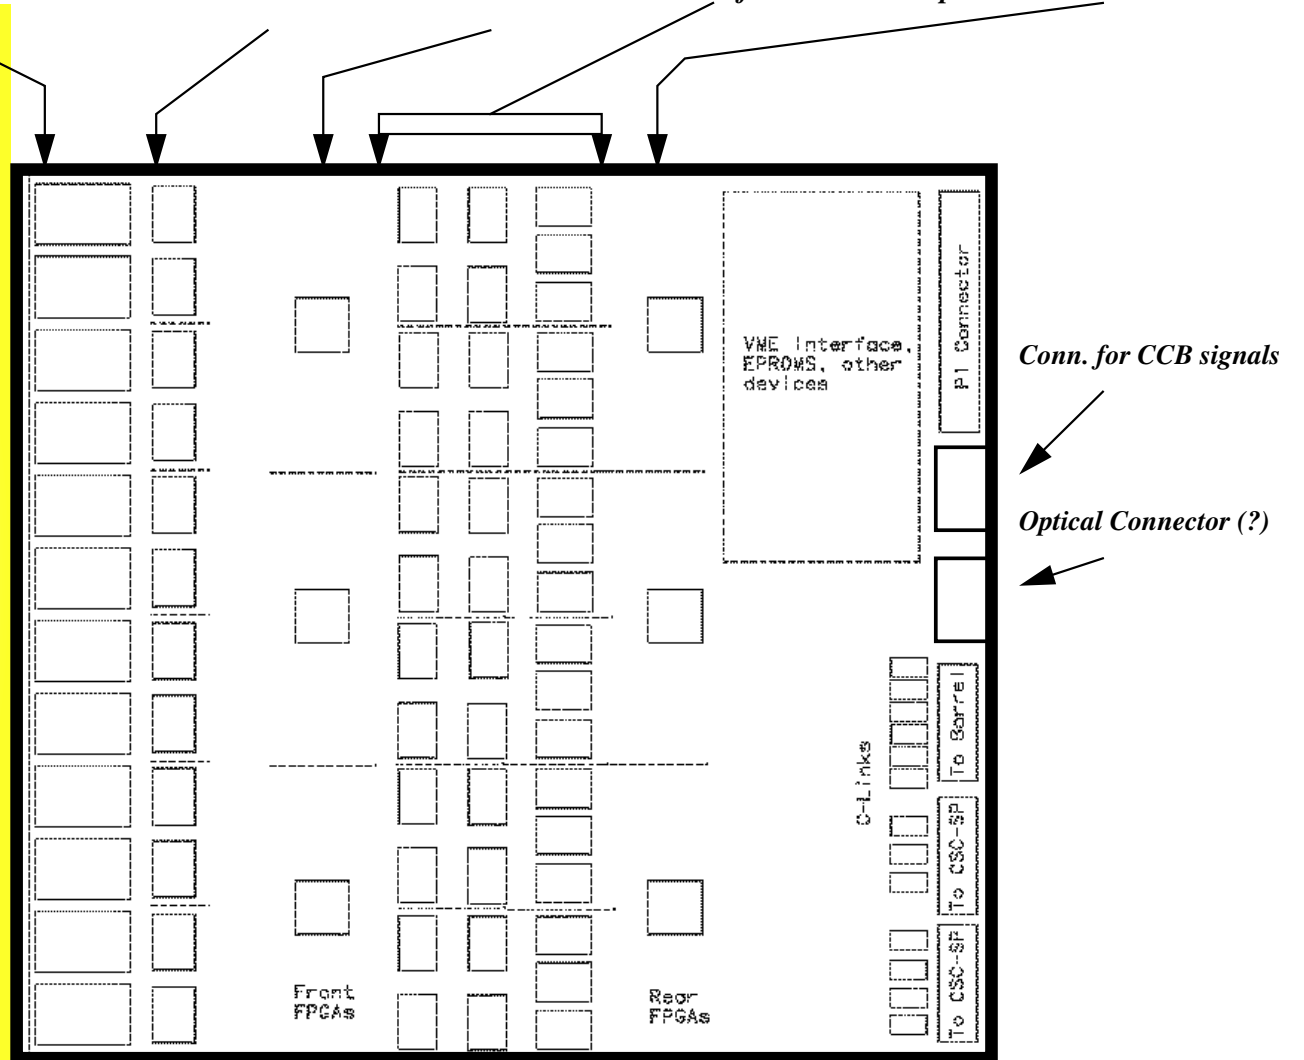 P1 Connector
VME Interface,
EPROMS, other
devices
Conn. for CCB signals
Optical Connector (?)
To Barrel
C-Links
To CSC-SP
To CSC-SP
Front
FPGAs
Rear
FPGAs